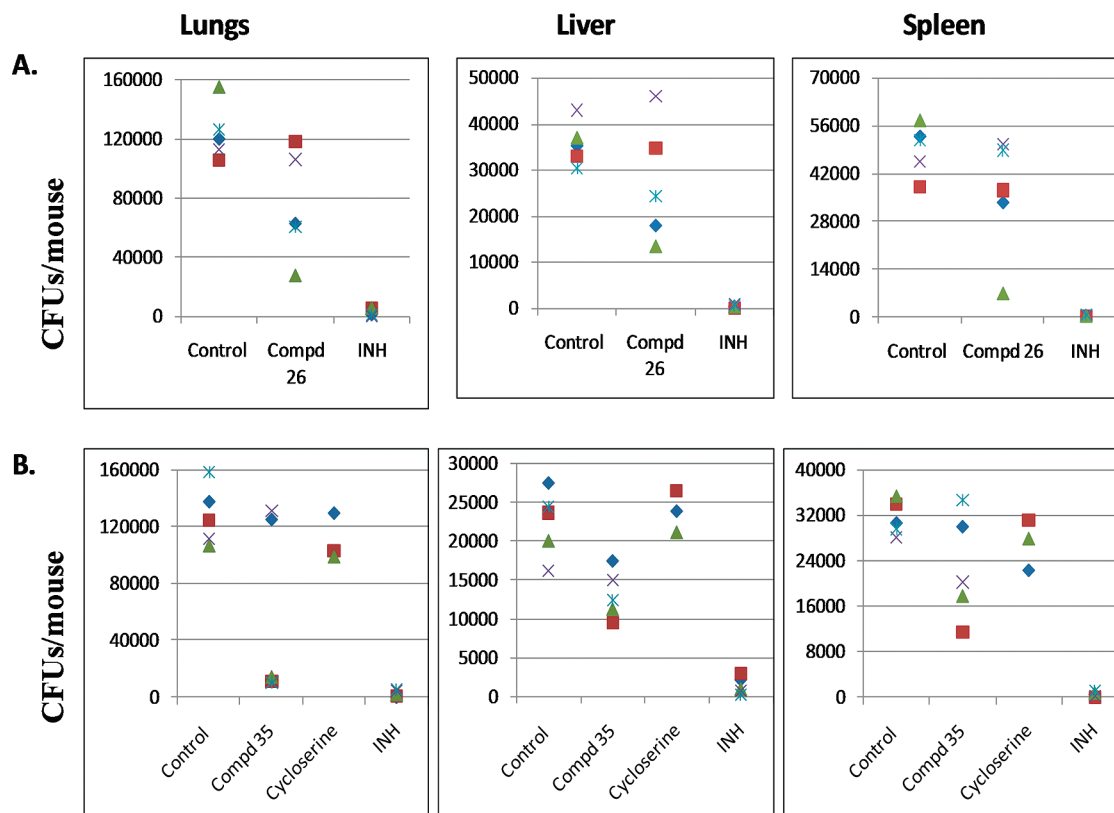 Lungs
Liver
Spleen
A.
CFUs/mouse
160000
120000
80000
40000
0
Control
Compd 26
INH
50000
40000
30000
20000
10000
0
Control
Compd 26
INH
70000
56000
42000
28000
14000
0
Control
Compd 26
INH
B.
CFUs/mouse
160000
120000
80000
40000
0
Control
Compd 35
Cycloserine
INH
30000
25000
20000
15000
10000
5000
0
Control
Compd 35
Cycloserine
INH
40000
32000
24000
16000
8000
0
Control
Compd 35
Cycloserine
INH